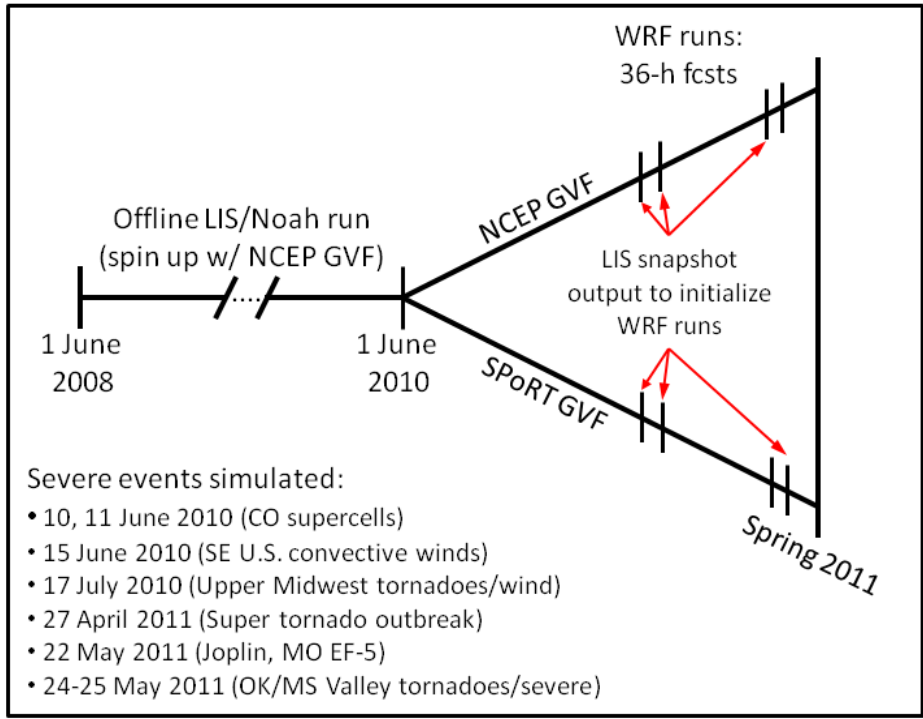 WRF runs:
36-h fcsts
Offline LIS/Noah run
(spin up w/ NCEP GVF)
NCEP GVF
LIS snapshot
output to initialize
WRF runs
1 June
2008
1 June
2010
SPoRT GVF
Spring 2011
Severe events simulated:
• 10, 11 June 2010 (CO supercells)
• 15 June 2010 (SE U.S. convective winds)
• 17 July 2010 (Upper Midwest tornadoes/wind)
• 27 April 2011 (Super tornado outbreak)
• 22 May 2011 (Joplin, MO EF-5)
• 24-25 May 2011 (OK/MS Valley tornadoes/severe)